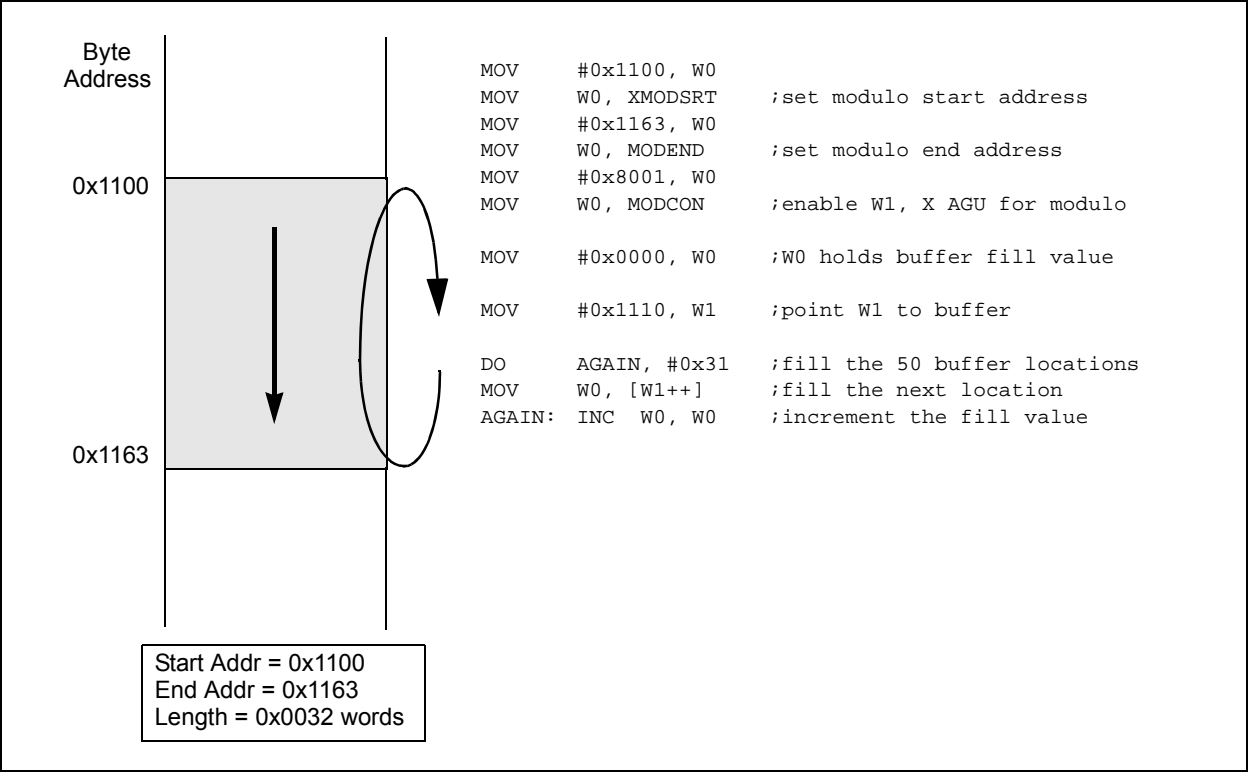 Byte
Address
0x1100
0x1163
MOV #0x1100, W0
MOV W0, XMODSRT ;set modulo start address
MOV #0x1163, W0
MOV W0, MODEND ;set modulo end address
MOV #0x8001, W0
MOV W0, MODCON ;enable W1, X AGU for modulo
MOV #0x0000, W0 ;W0 holds buffer fill value
MOV #0x1110, W1 ;point W1 to buffer
DO AGAIN, #0x31 ;fill the 50 buffer locations
MOV W0, [W1++] ;fill the next location
AGAIN: INC W0, W0 ;increment the fill value
Start Addr = 0x1100
End Addr = 0x1163
Length = 0x0032 words